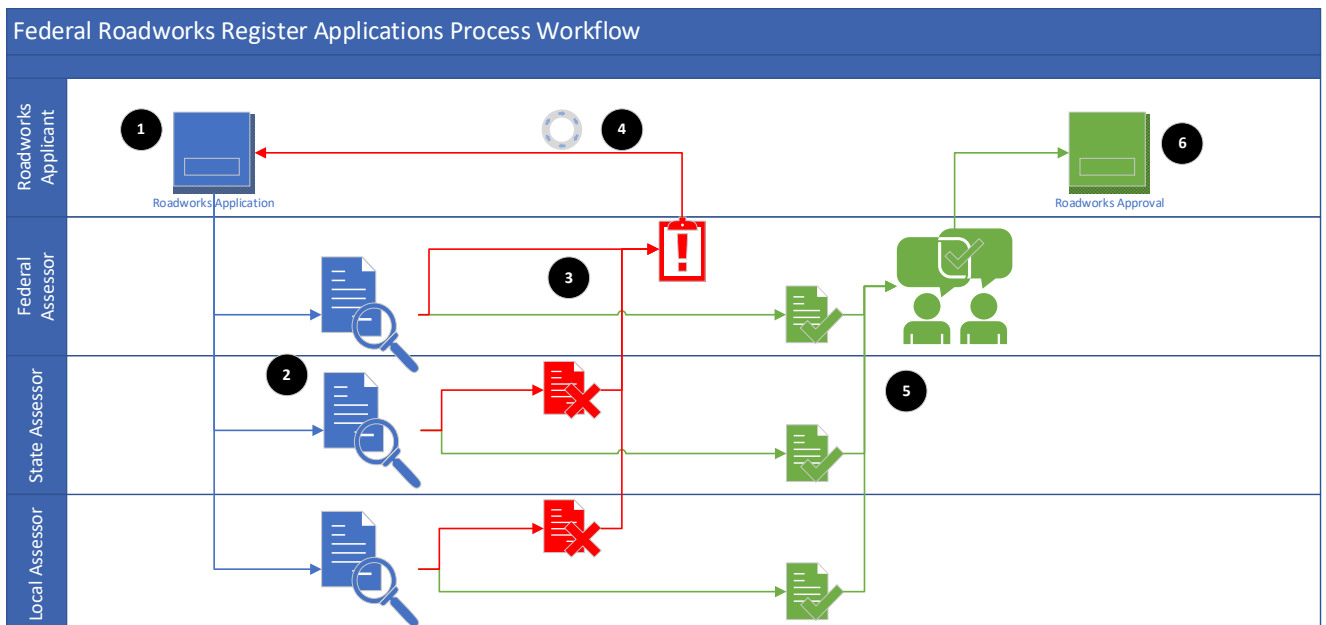 Federal Roadworks Register Applications Process Workflow
Roadworks
Applicant
1
4
6
Roadworks Application
Roadworks Approval
Federal
Assessor
3
State Assessor
2
5
Local Assessor